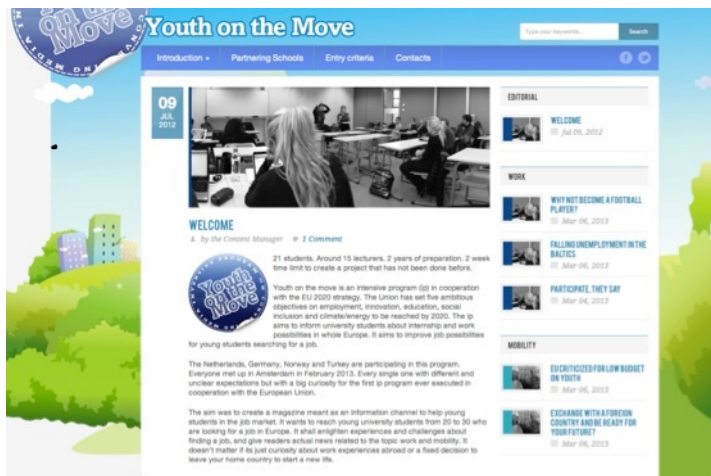 on the
Move
CONVERGING MEDIA
Youth on the Move
Type your keywords...
Search
Introduction
Partnering Schools
Entry criteria
Contacts
09
JUL
2012
WELCOME
by the Content Manager
1 Comment
Youth
on the
Move
21 students. Around 15 lecturers. 2 years of preparation. 2 week
time limit to create a project that has not been done before.
Youth on the move is an intensive program (ip) in cooperation
with the EU 2020 strategy. The Union has set five ambitious
objectives on employment, innovation, education, social
inclusion and climate/energy to be reached by 2020. The ip
aims to inform university students about internship and work
possibilities in whole Europe. It aims to improve job possibilities
for young students searching for a job.
The Netherlands, Germany, Norway and Turkey are participating in this program.
Everyone met up in Amsterdam in February 2013. Every single one with different and
unclear expectations but with a big curiosity for the first ip program ever executed in
cooperation with the European Union.
The aim was to create a magazine meant as an information channel to help young
students in the job market. It wants to reach young university students from 20 to 30 who
are looking for a job in Europe. It shall enlighten experiences and challenges about
finding a job, and give readers actual news related to the topic work and mobility. It
doesn't matter if its just curiosity about work experiences abroad or a fixed decision to
leave your home country to start a new life.
EDITORIAL
WELCOME
Jul 09, 2012
WORK
WHY NOT BECOME A FOOTBALL
PLAYER?
Mar 06, 2013
FALLING UNEMPLOYMENT IN THE
BALTICS
Mar 06, 2013
PARTICIPATE, THEY SAY
Mar 04, 2013
MOBILITY
EU CRITICIZED FOR LOW BUDGET
ON YOUTH
Mar 06, 2013
EXCHANGE WITH A FOREIGN
COUNTRY AND BE READY FOR
YOUR FUTURE?
Mar 06, 2013